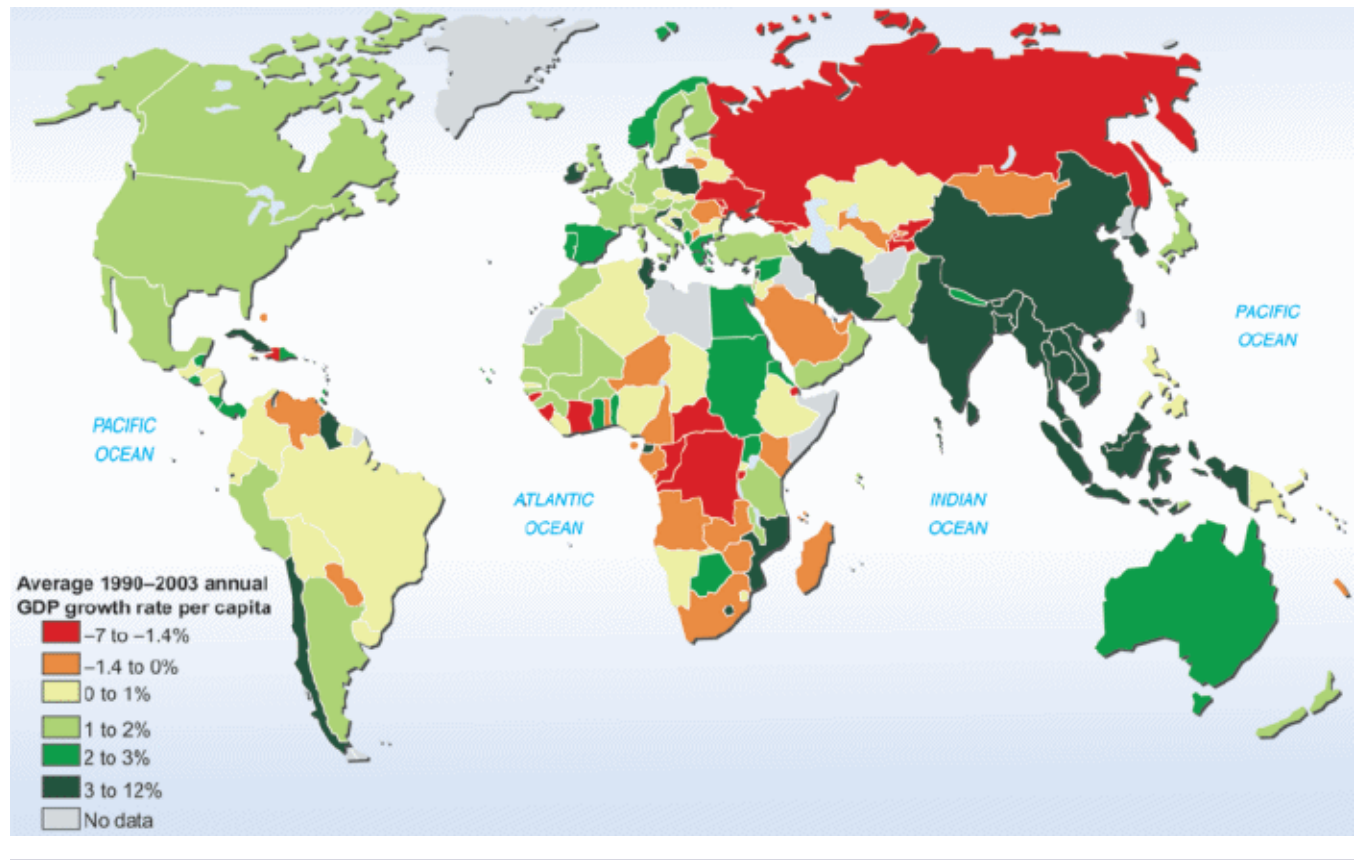 PACIFIC
OCEAN
PACIFIC
OCEAN
ATLANTIC
OCEAN
INDIAN
OCEAN
Average 1990–2003 annual
GDP growth rate per capita
–7 to –1.4%
–1.4 to 0%
0 to 1%
1 to 2%
2 to 3%
3 to 12%
No data